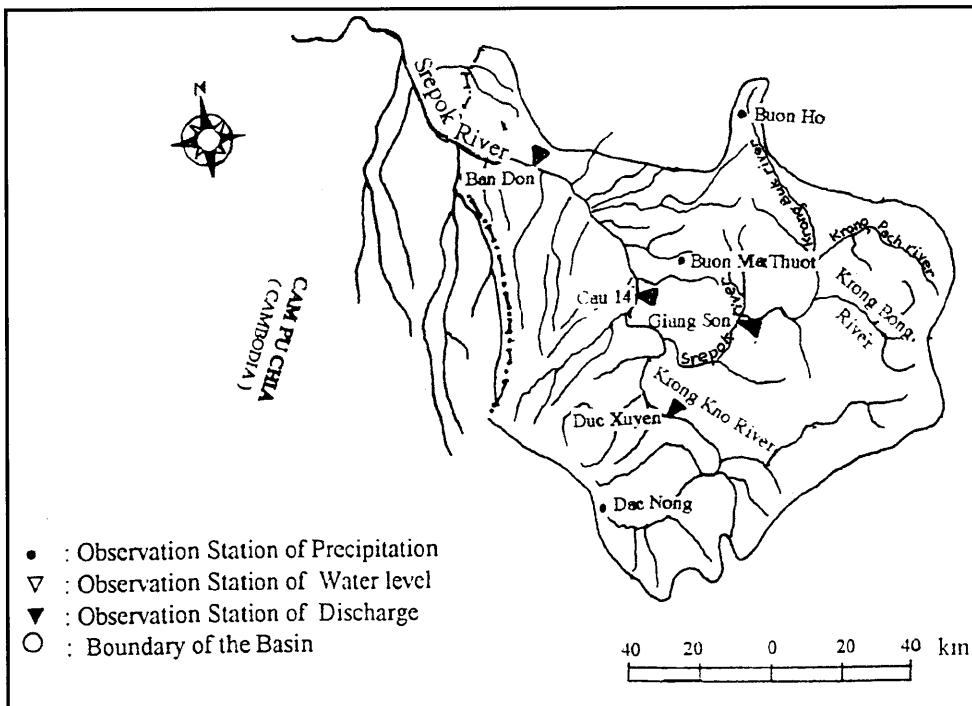 N
Srepok River
Ban Don
Buon Ho
Krong Buk river
Krong Pach river
Buon Ma Thuot
Krong Bong
River
Cau 14
Giang Son
Srepok River
Krong Kno River
Duc Xuyen
Dac Nong
CAM PU CHIA
(CAMBODIA)
: Observation Station of Precipitation
: Observation Station of Water level
: Observation Station of Discharge
: Boundary of the Basin
40 20 0 20 40 km